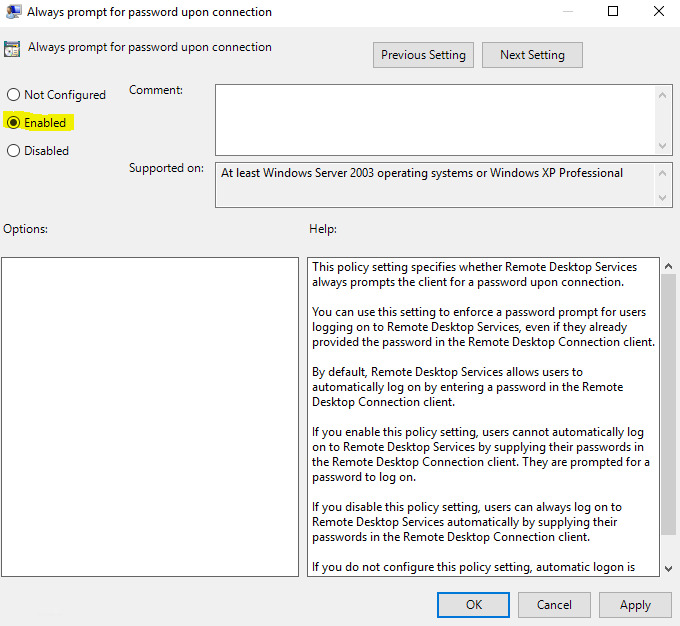 Always prompt for password upon connection
Always prompt for password upon connection
Previous Setting
Next Setting
Not Configured
Comment:
Enabled
Disabled
Supported on:
At least Windows Server 2003 operating systems or Windows XP Professional
Options:
Help:
This policy setting specifies whether Remote Desktop Services
always prompts the client for a password upon connection.
You can use this setting to enforce a password prompt for users
logging on to Remote Desktop Services, even if they already
provided the password in the Remote Desktop Connection client.
By default, Remote Desktop Services allows users to
automatically log on by entering a password in the Remote
Desktop Connection client.
If you enable this policy setting, users cannot automatically log
on to Remote Desktop Services by supplying their passwords in
the Remote Desktop Connection client. They are prompted for a
password to log on.
If you disable this policy setting, users can always log on to
Remote Desktop Services automatically by supplying their
passwords in the Remote Desktop Connection client.
If you do not configure this policy setting, automatic logon is
OK
Cancel
Apply